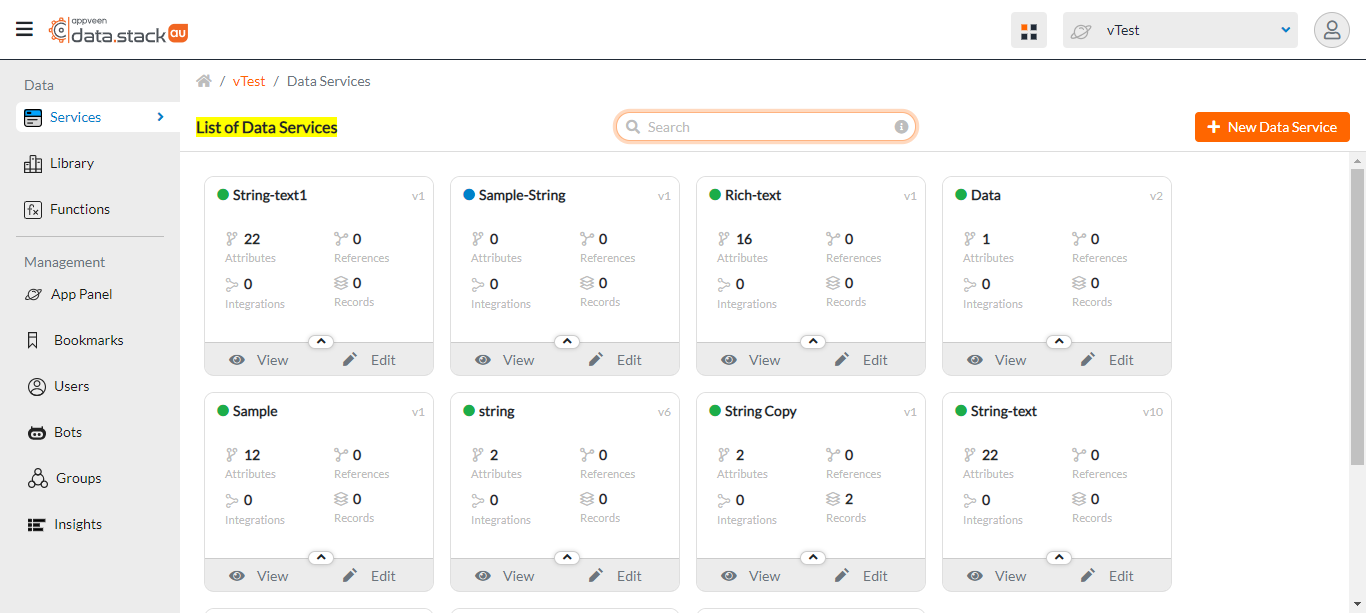 appveen
data.stack au
vTest
Data
Services
Library
Functions
Management
App Panel
Bookmarks
Users
Bots
Groups
Insights
/ vTest / Data Services
List of Data Services
Search
New Data Service
String-text1 v1
22 Attributes
0 References
0 Integrations
0 Records
View Edit
Sample-String v1
0 Attributes
0 References
0 Integrations
0 Records
View Edit
Rich-text v1
16 Attributes
0 References
0 Integrations
0 Records
View Edit
Data v2
1 Attributes
0 References
0 Integrations
0 Records
View Edit
Sample v1
12 Attributes
0 References
0 Integrations
0 Records
View Edit
string v6
2 Attributes
0 References
0 Integrations
0 Records
View Edit
String Copy v1
2 Attributes
0 References
0 Integrations
2 Records
View Edit
String-text v10
22 Attributes
0 References
0 Integrations
0 Records
View Edit